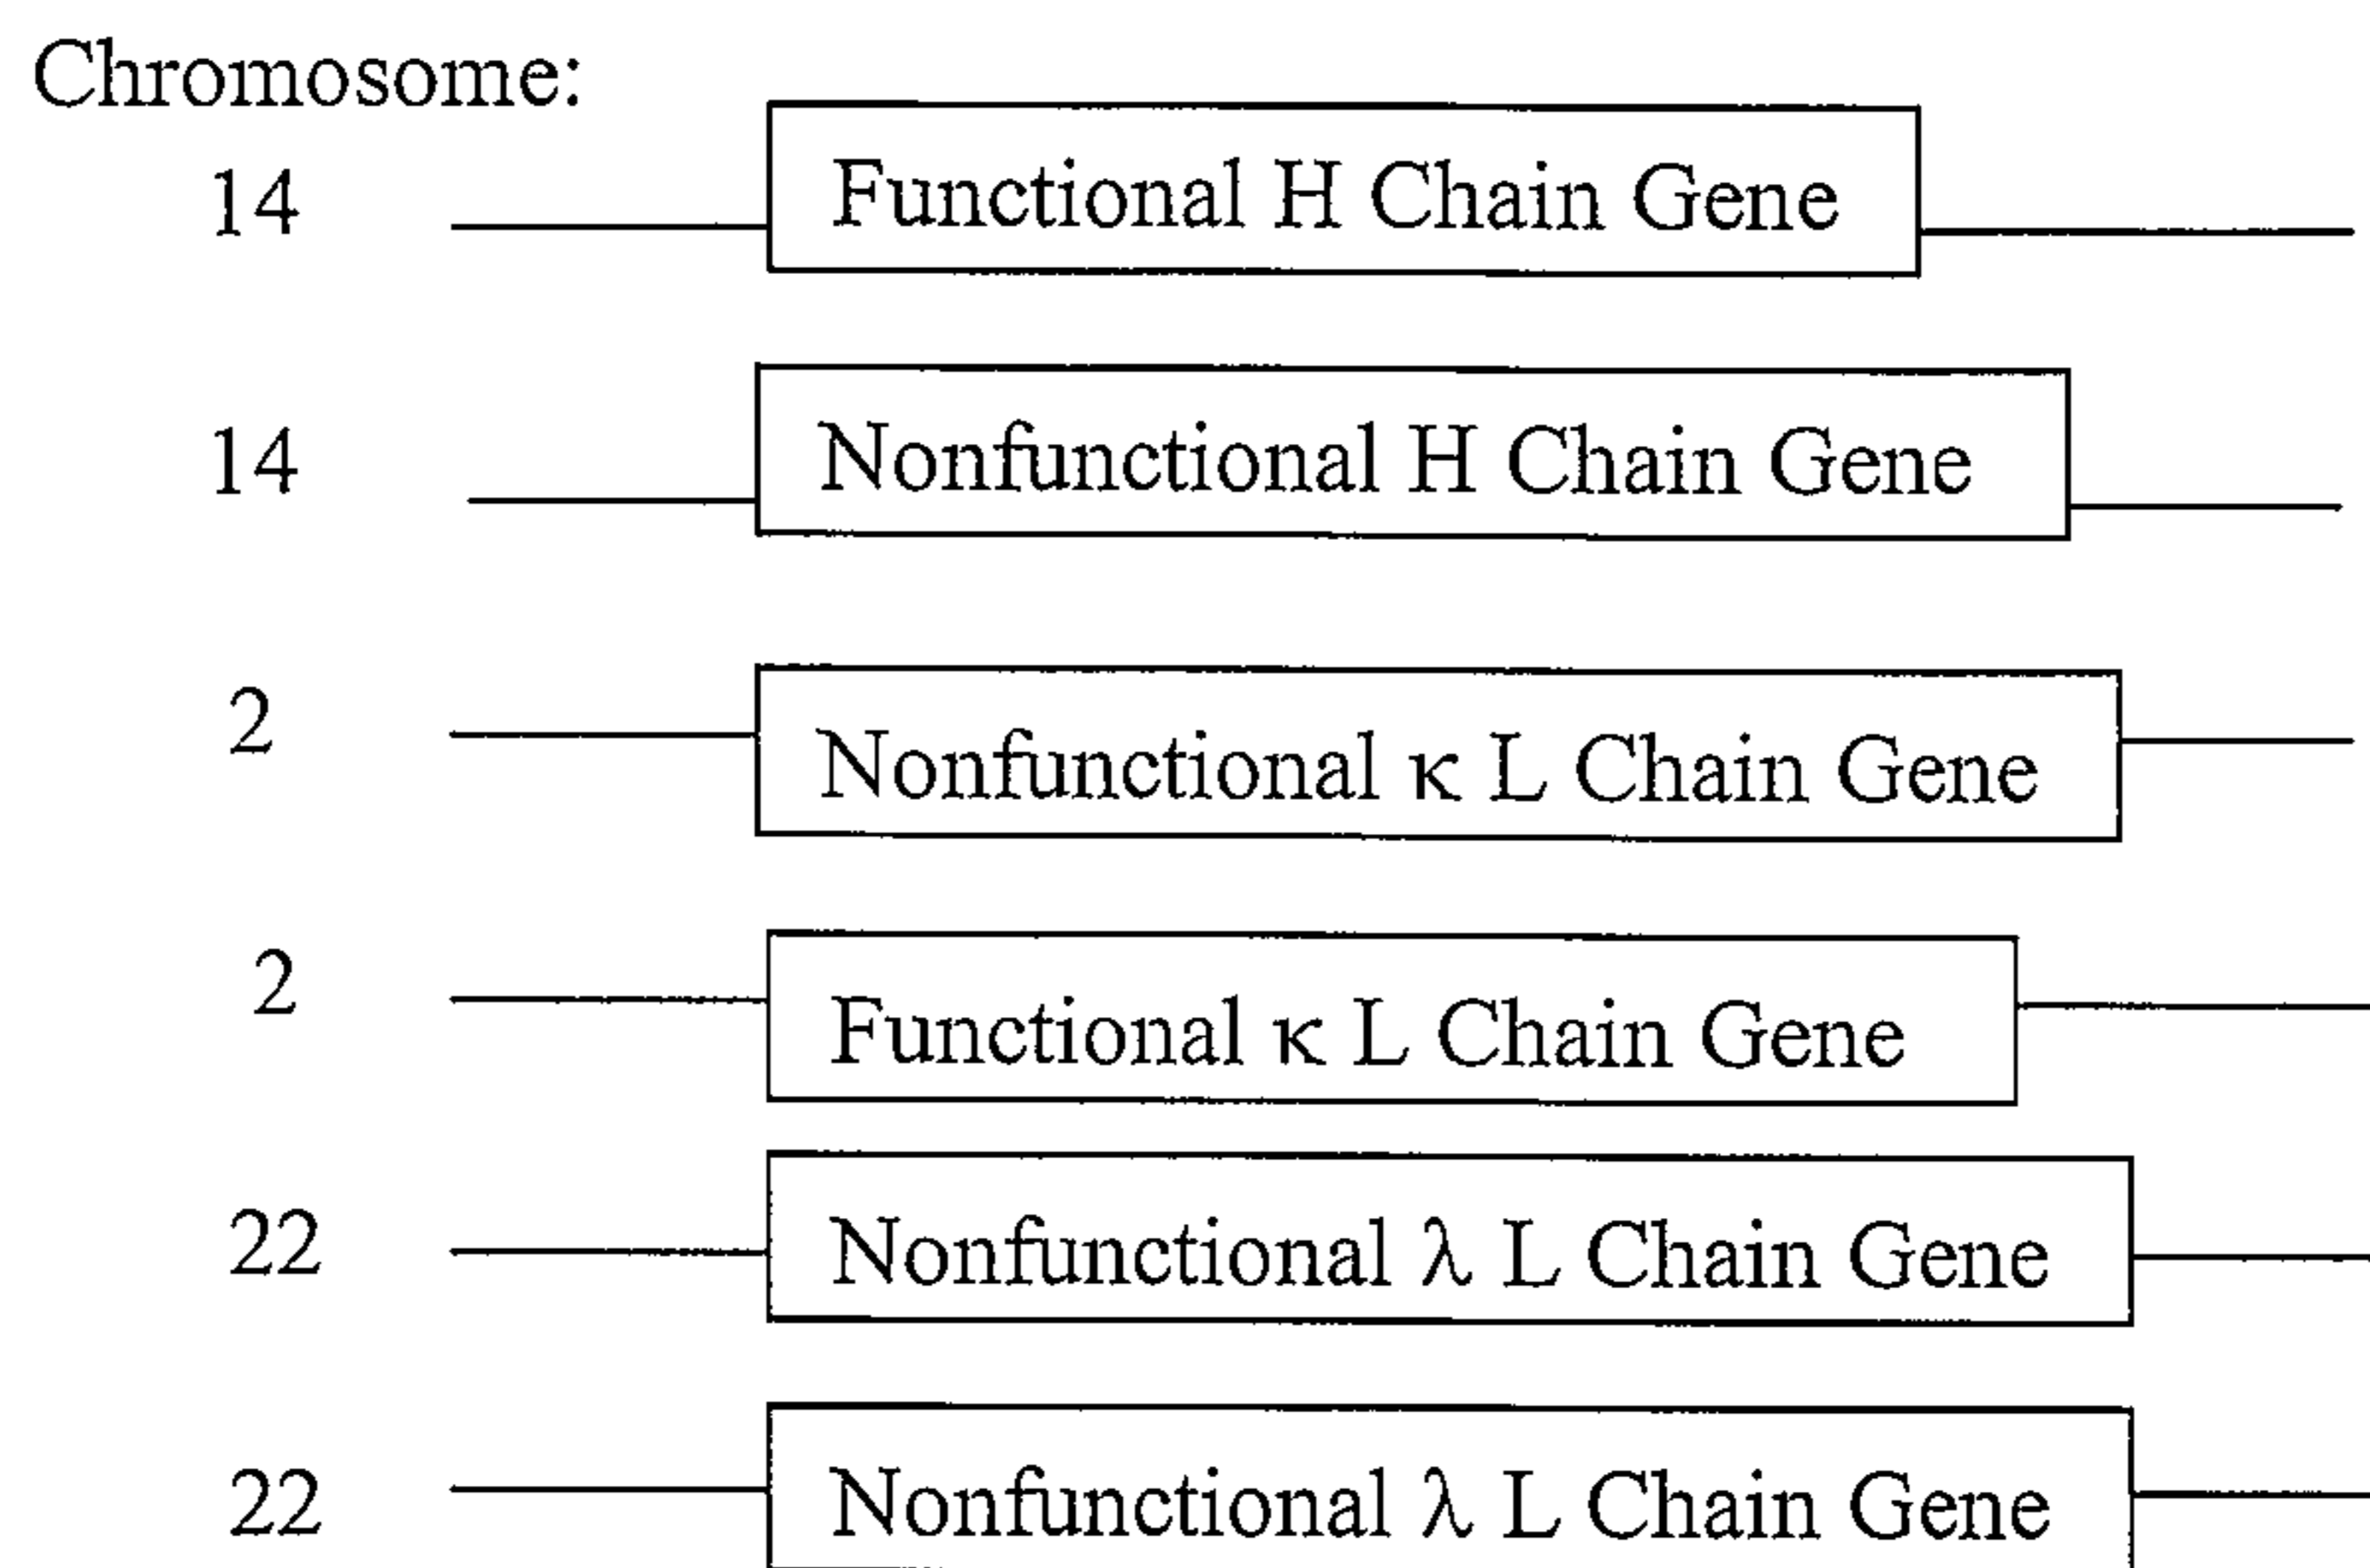 Chromosome:
14 Functional H Chain Gene
14 Nonfunctional H Chain Gene
2 Nonfunctional κ L Chain Gene
2 Functional κ L Chain Gene
22 Nonfunctional λ L Chain Gene
22 Nonfunctional λ L Chain Gene